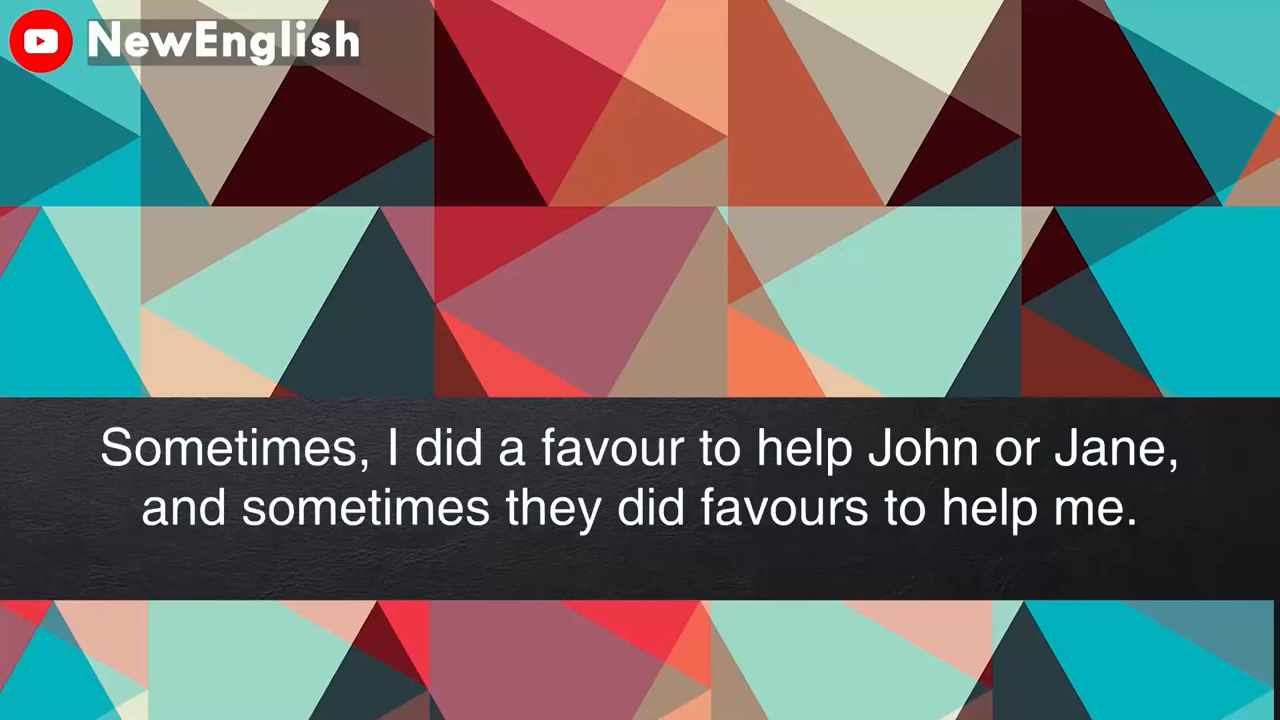 NewEnglish
Sometimes, I did a favour to help John or Jane,
and sometimes they did favours to help me.